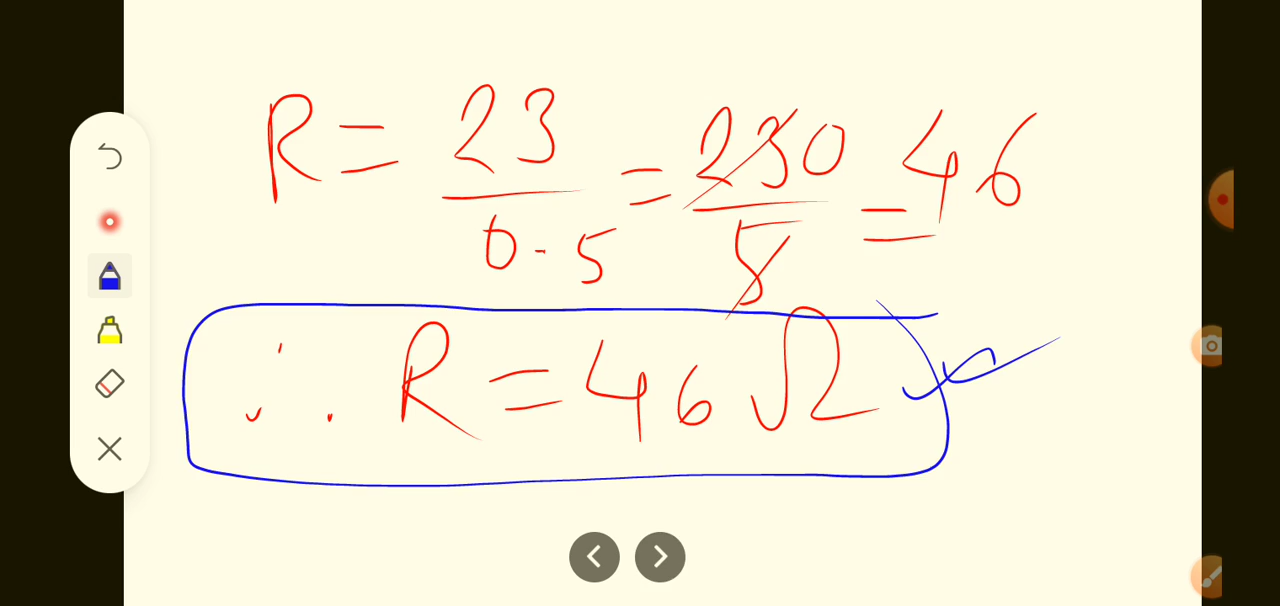 R = 23/0.5 = 230/5 = 46
∴ R = 46 Ω